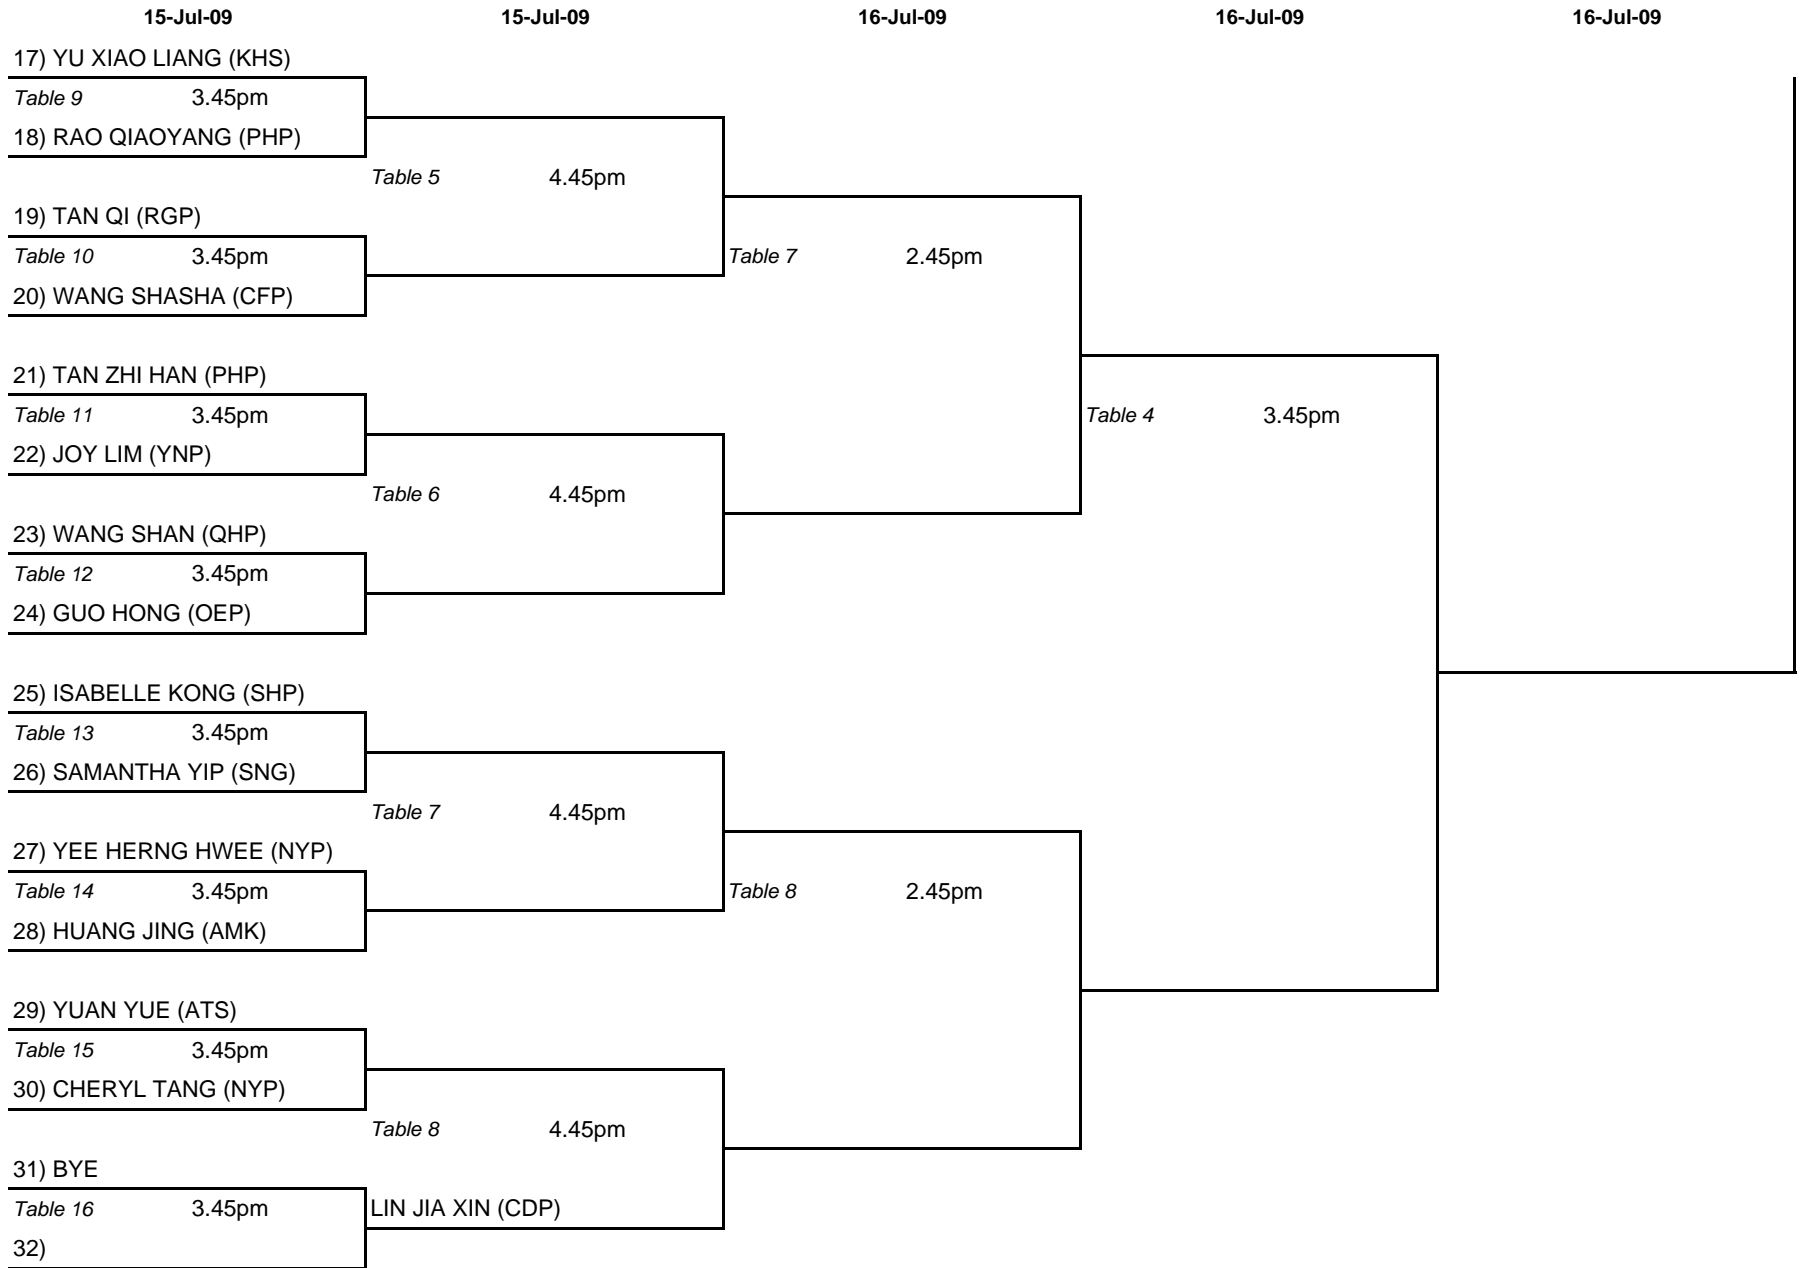 15-Jul-09 15-Jul-09 16-Jul-09 16-Jul-09 16-Jul-09
17) YU XIAO LIANG (KHS)
Table 9 3.45pm
18) RAO QIAOYANG (PHP)
Table 5 4.45pm
19) TAN QI (RGP)
Table 10 3.45pm Table 7 2.45pm
20) WANG SHASHA (CFP)
21) TAN ZHI HAN (PHP)
Table 11 3.45pm Table 4 3.45pm
22) JOY LIM (YNP)
Table 6 4.45pm
23) WANG SHAN (QHP)
Table 12 3.45pm
24) GUO HONG (OEP)
25) ISABELLE KONG (SHP)
Table 13 3.45pm
26) SAMANTHA YIP (SNG)
Table 7 4.45pm
27) YEE HERNG HWEE (NYP)
Table 14 3.45pm Table 8 2.45pm
28) HUANG JING (AMK)
29) YUAN YUE (ATS)
Table 15 3.45pm
30) CHERYL TANG (NYP)
Table 8 4.45pm
31) BYE
Table 16 3.45pm LIN JIA XIN (CDP)
32)